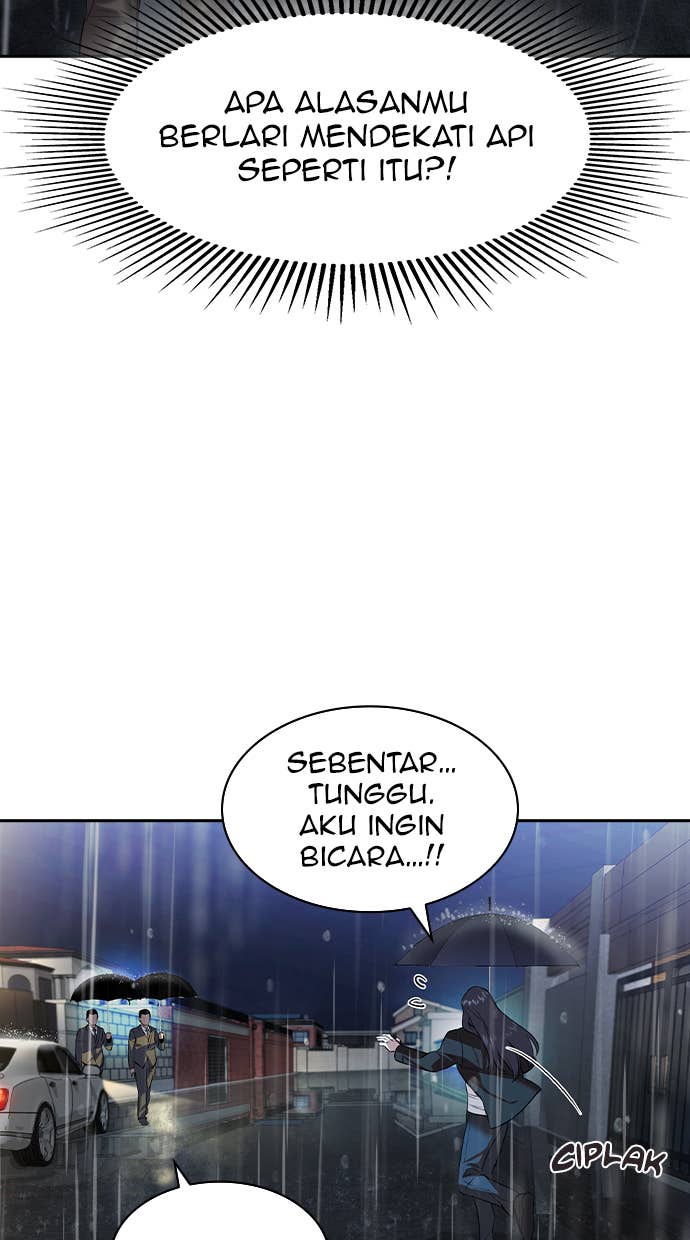 APA ALASANMU
BERLARI MENDEKATI API
SEPERTI ITU?!
SEBENTAR...
TUNGGU.
AKU INGIN
BICARA...!!
CIPLAK